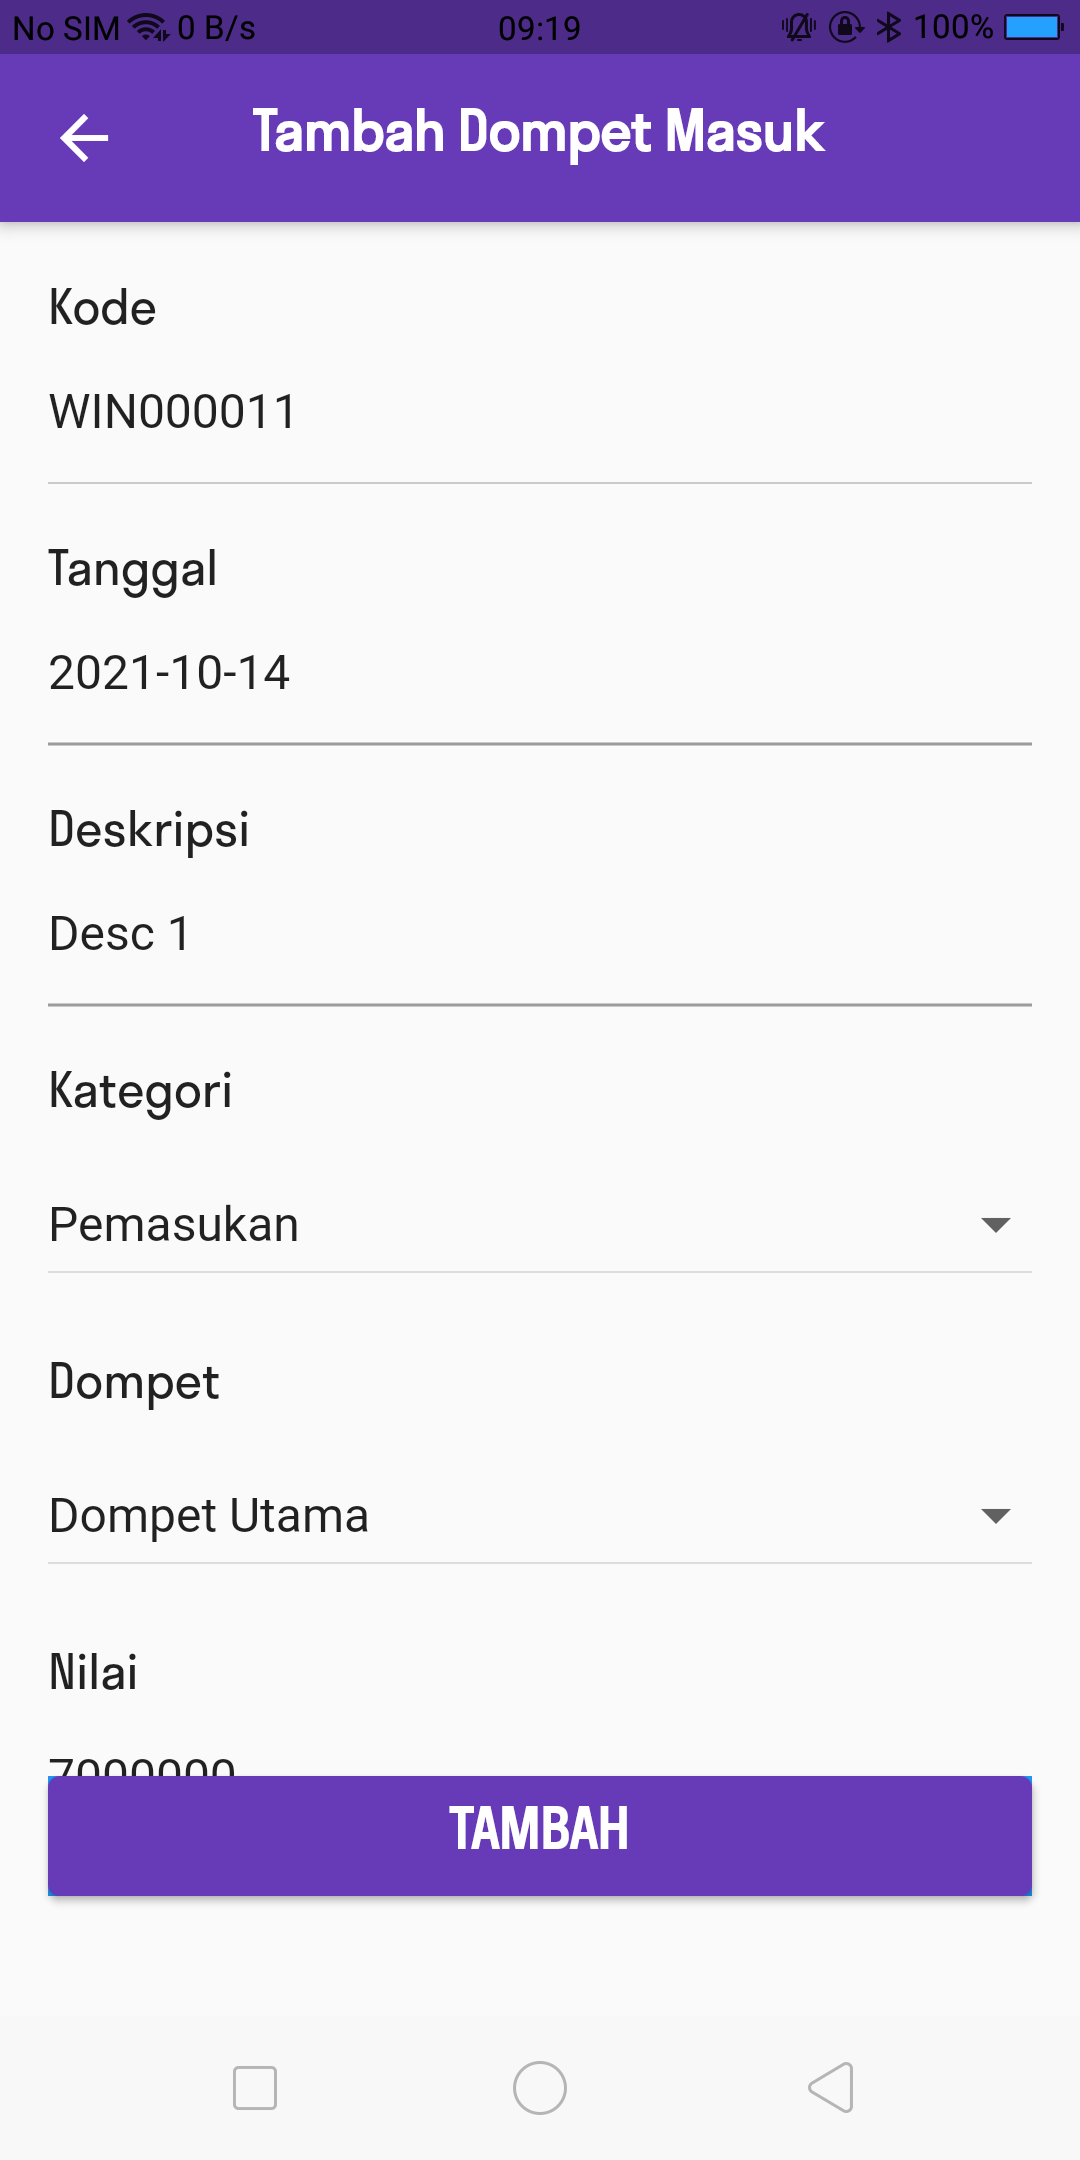 No SIM 0 B/s 09:19 100%
Tambah Dompet Masuk
Kode
WIN000011
Tanggal
2021-10-14
Deskripsi
Desc 1
Kategori
Pemasukan
Dompet
Dompet Utama
Nilai
7000000
TAMBAH